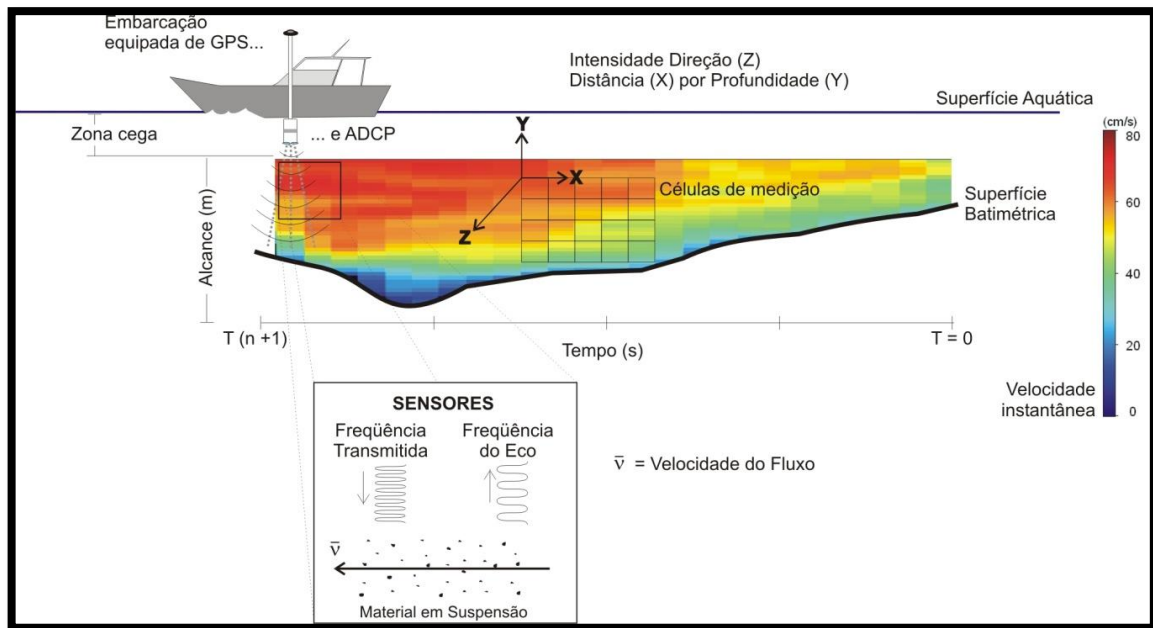 Embarcação
equipada de GPS...
Intensidade Direção (Z)
Distância (X) por Profundidade (Y)
Superfície Aquática
Zona cega
... e ADCP
(cm/s)
80
Y
X
Z
Células de medição
Alcance (m)
60
Superfície
Batimétrica
40
T (n +1)
Tempo (s)
T = 0
20
Velocidade
instantânea
0
SENSORES
Freqüência
Transmitida
Freqüência
do Eco
v̄ = Velocidade do Fluxo
v̄
Material em Suspensão